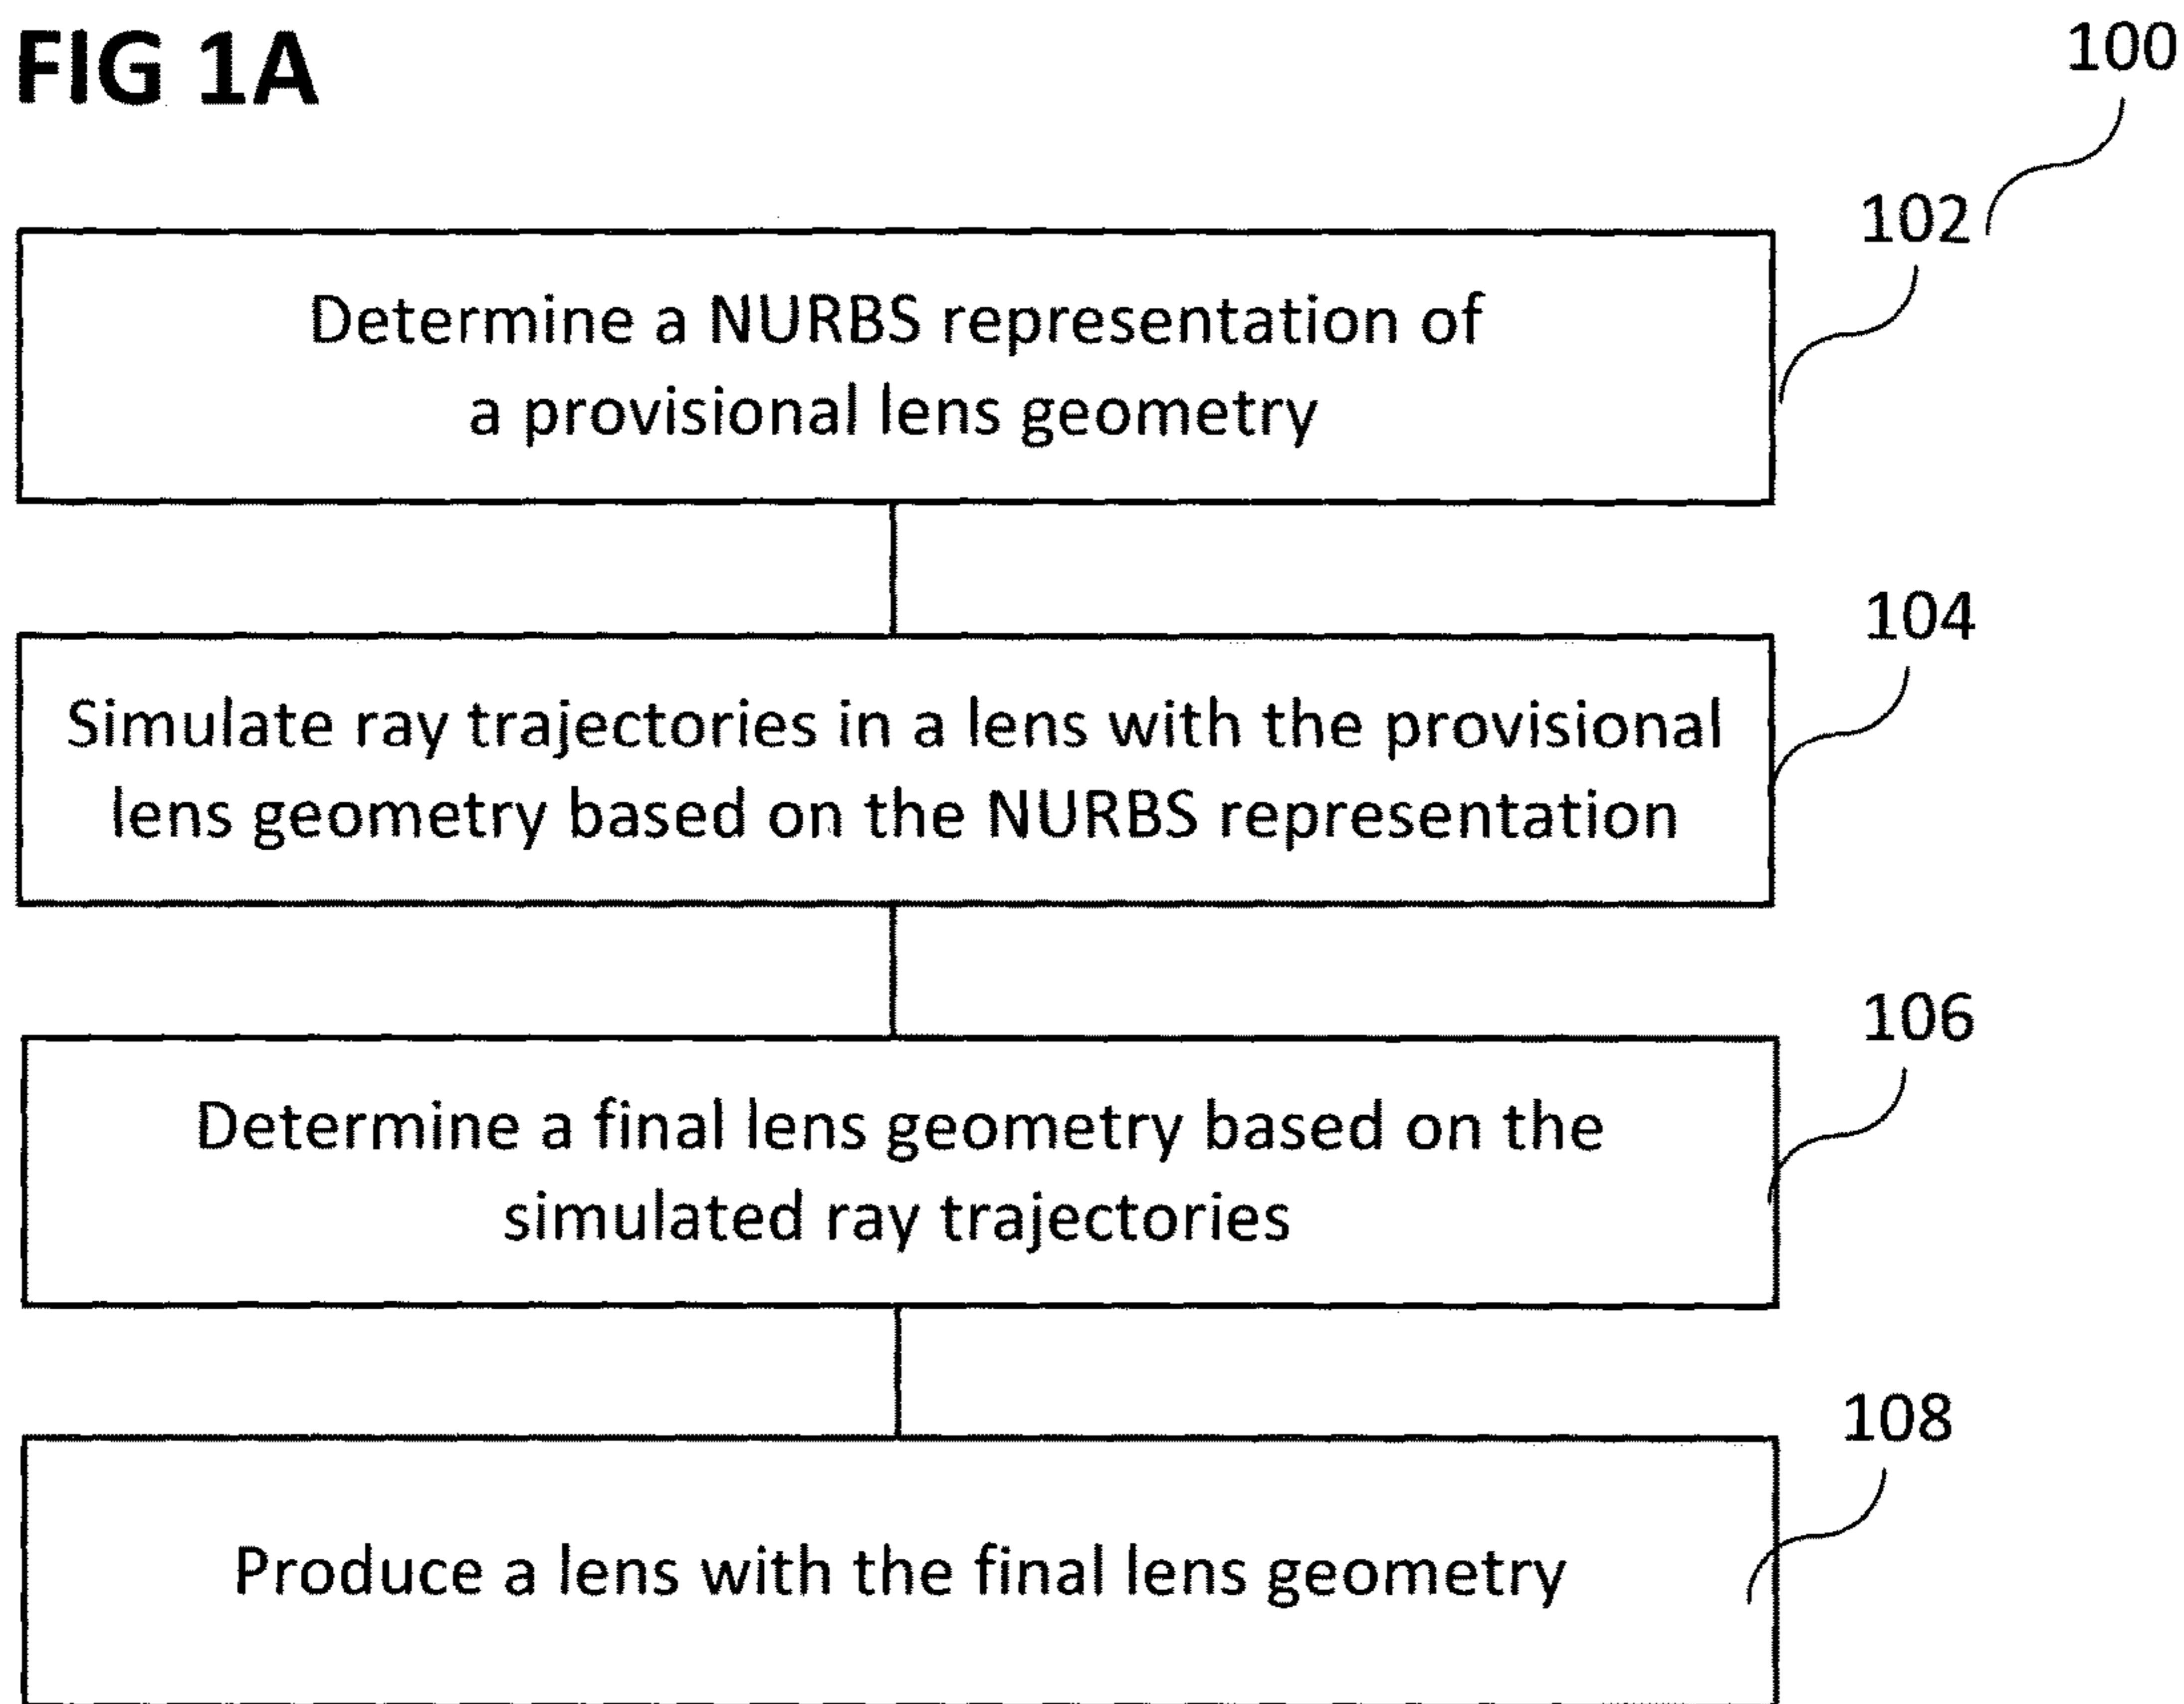 FIG 1A
100
102
Determine a NURBS representation of
a provisional lens geometry
104
Simulate ray trajectories in a lens with the provisional
lens geometry based on the NURBS representation
106
Determine a final lens geometry based on the
simulated ray trajectories
108
Produce a lens with the final lens geometry